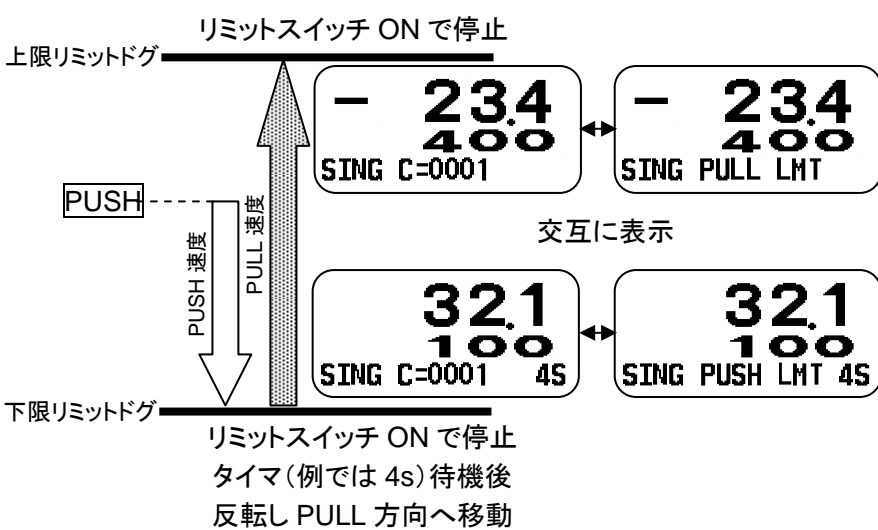 リミットスイッチ ON で停止
上限リミットドグ
－ 23.4
400
SING C=0001
－ 23.4
400
SING PULL LMT
PUSH
PUSH 速度
PULL 速度
交互に表示
32.1
100
SING C=0001 4S
32.1
100
SING PUSH LMT 4S
下限リミットドグ
リミットスイッチ ON で停止
タイマ（例では 4s）待機後
反転し PULL 方向へ移動